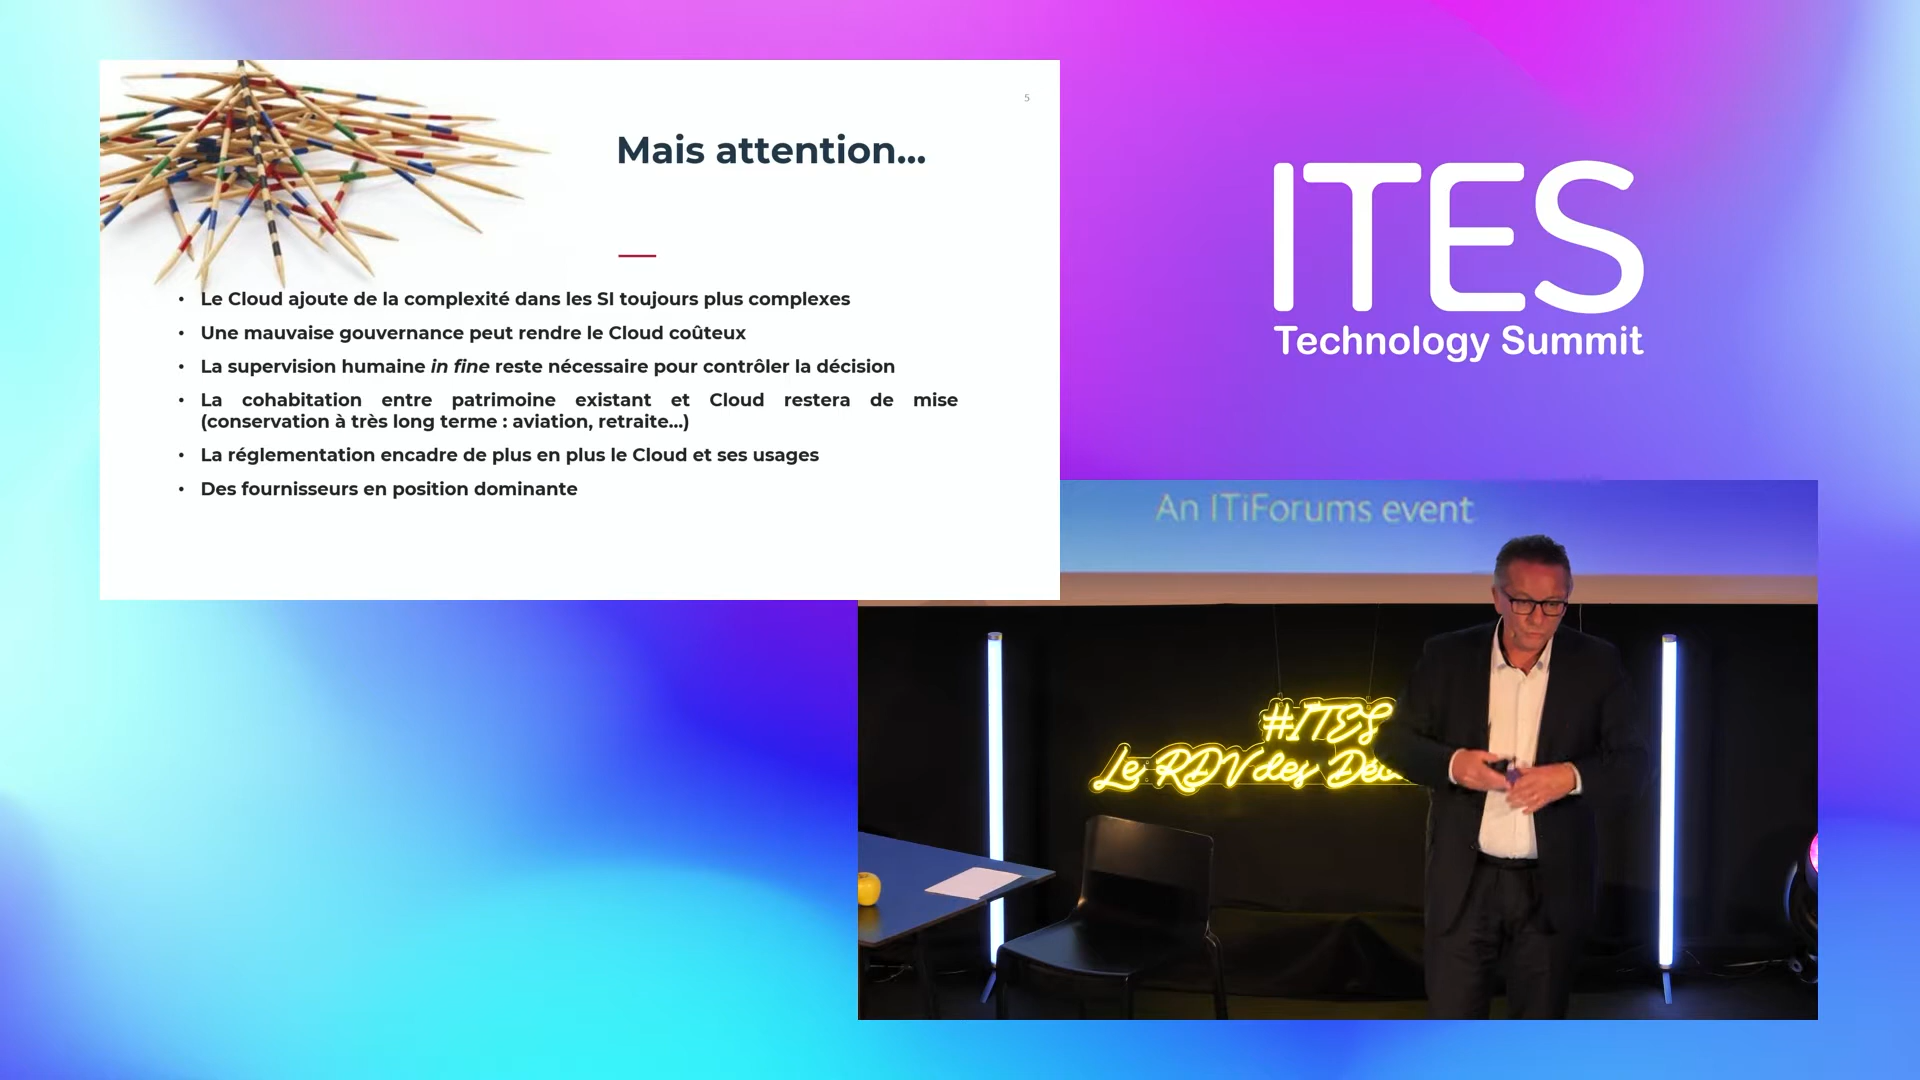 5
Mais attention...
• Le Cloud ajoute de la complexité dans les SI toujours plus complexes
• Une mauvaise gouvernance peut rendre le Cloud coûteux
• La supervision humaine in fine reste nécessaire pour contrôler la décision
• La cohabitation entre patrimoine existant et Cloud restera de mise
(conservation à très long terme : aviation, retraite...)
• La réglementation encadre de plus en plus le Cloud et ses usages
• Des fournisseurs en position dominante
ITES
Technology Summit
An ITiForums event
#ITES
Le RDV des